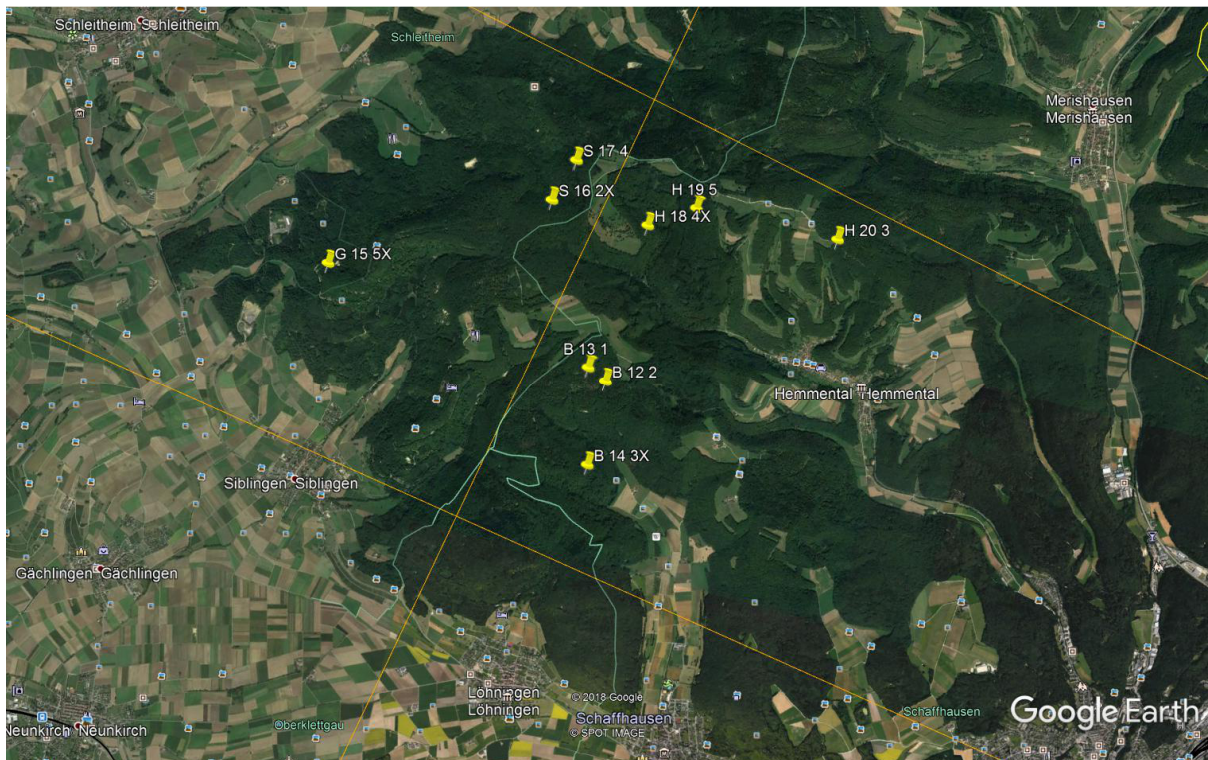 Schleitheim Schleitheim
Schleitheim
Merishausen
Merishausen
S 17 4
S 16 2X
H 19 5
H 18 4X
H 20 3
G 15 5X
B 13 1
B 12 2
Hemmental Hemmental
B 14 3X
Siblingen Siblingen
Gächlingen Gächlingen
Löhningen
Löhningen
© 2018 Google
Schaffhausen
© SPOT IMAGE
Oberklettgau
Neunkirch Neunkirch
Schaffhausen
Google Earth